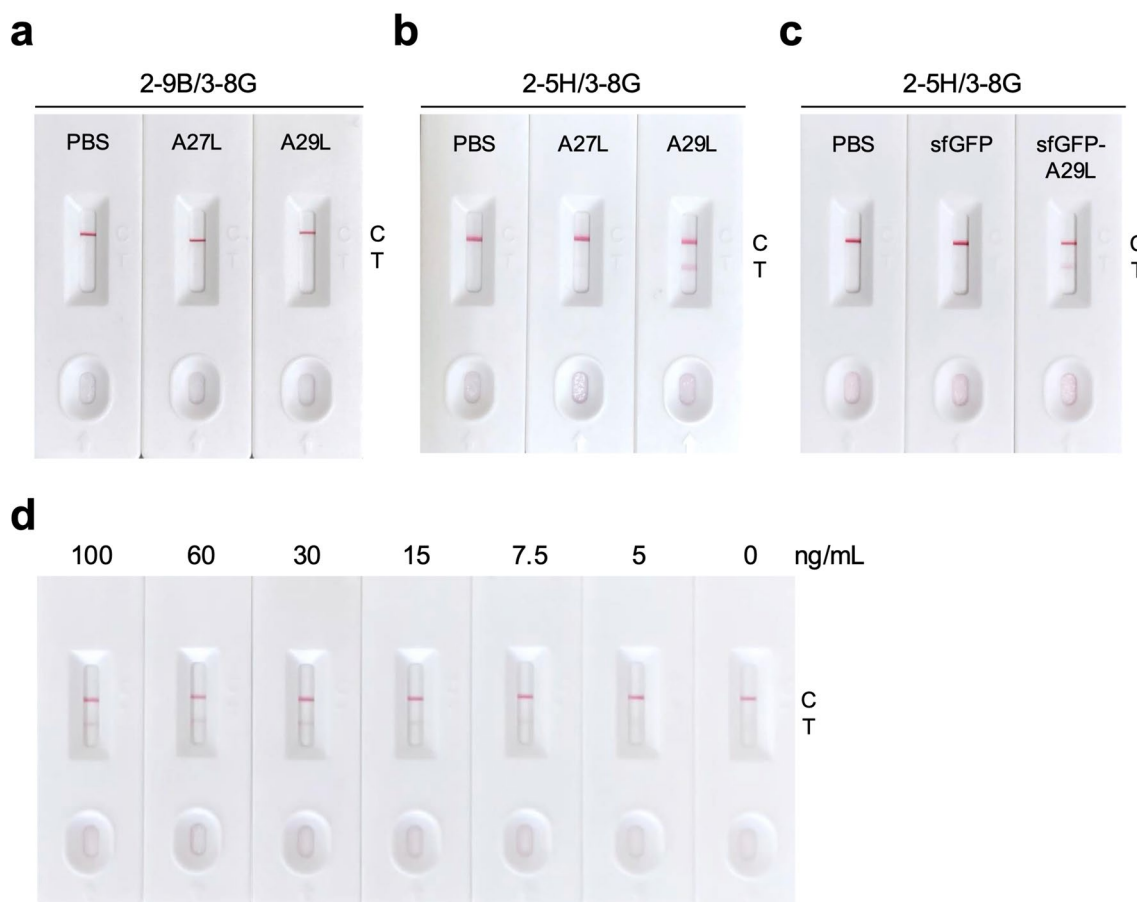 a
2-9B/3-8G
PBS A27L A29L
C
T
C
T
b
2-5H/3-8G
PBS A27L A29L
C
T
C
T
c
2-5H/3-8G
PBS sfGFP sfGFP-
A29L
C
T
C
T
d
100 60 30 15 7.5 5 0 ng/mL
C
T